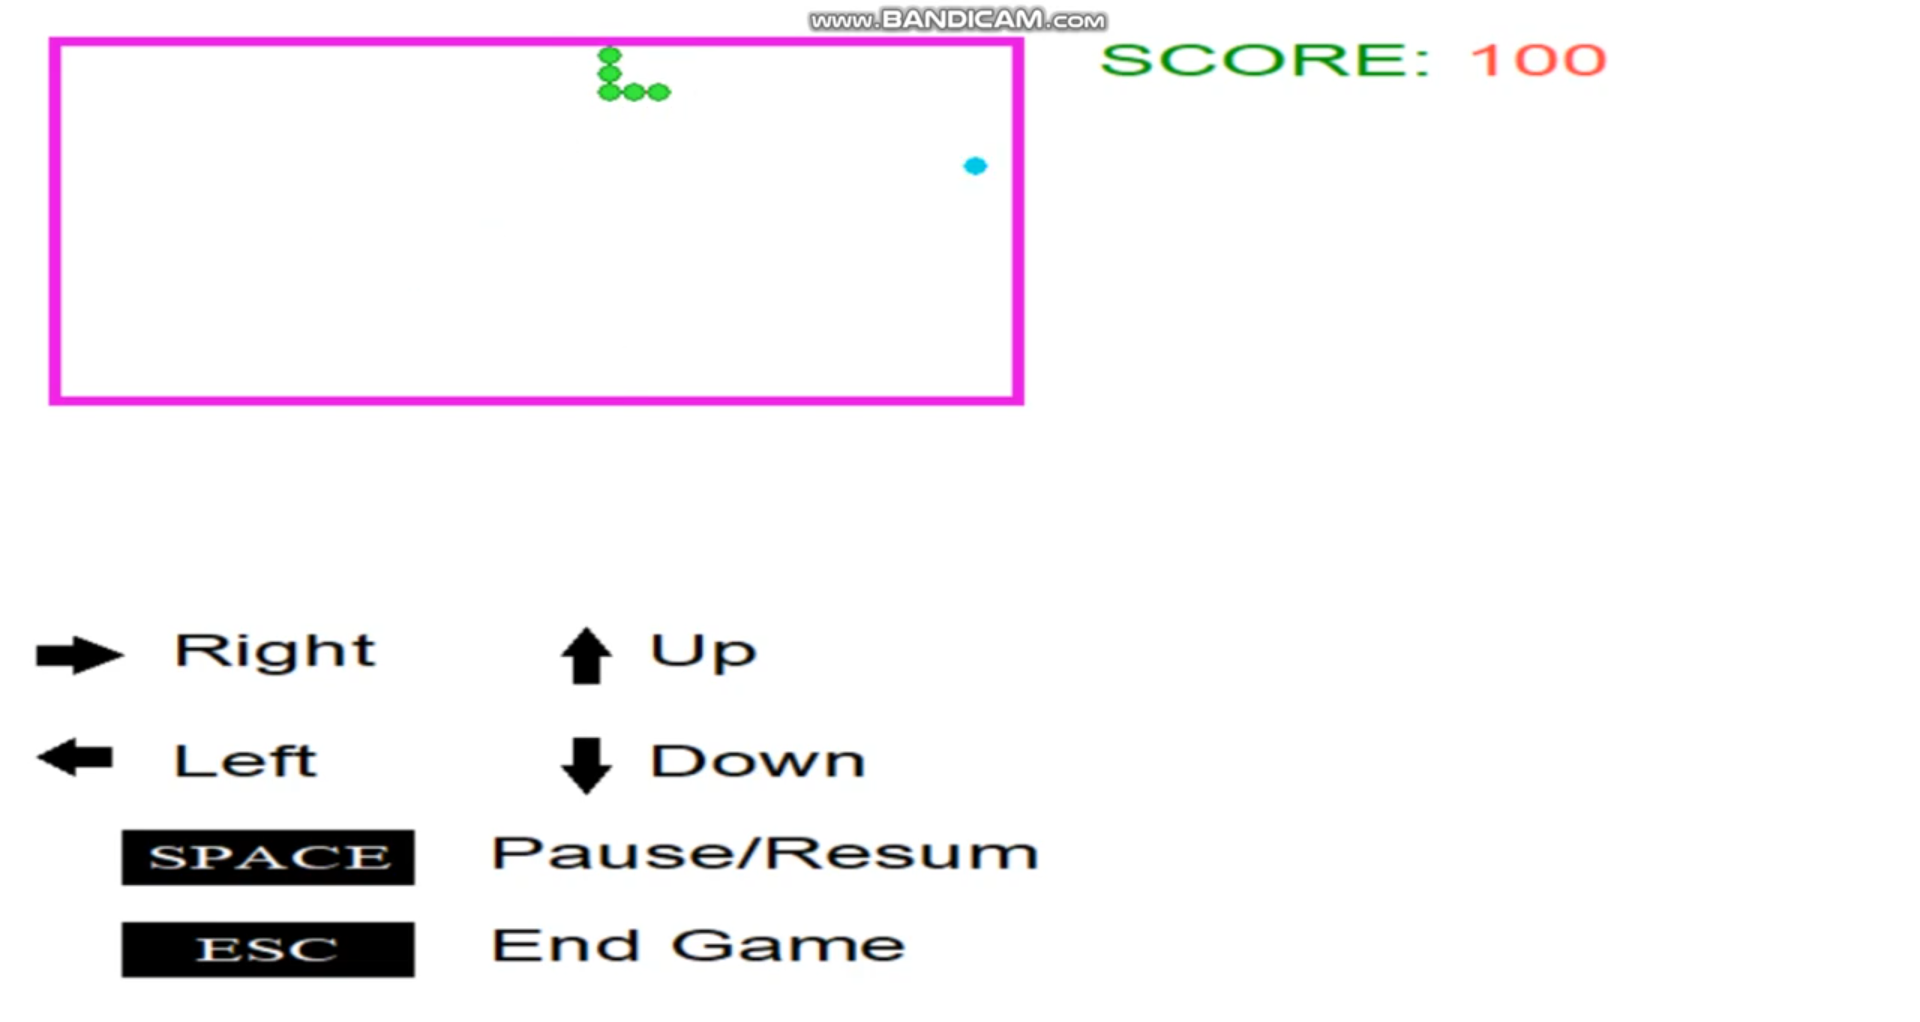 www.BANDICAM.com
SCORE: 100
Right
Up
Left
Down
SPACE Pause/Resum
ESC End Game